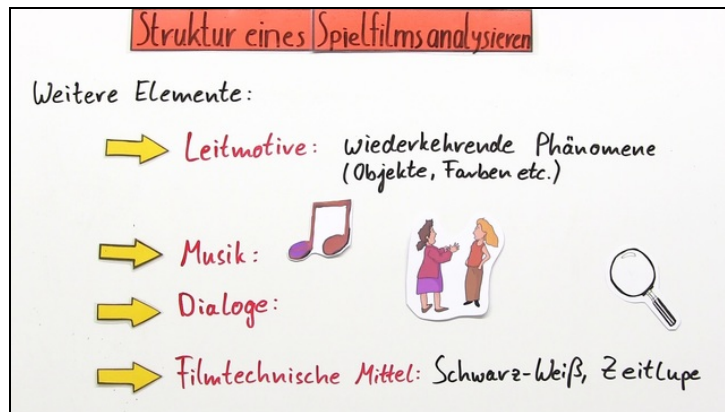 Struktur eines Spielfilms analysieren
Weitere Elemente:
Leitmotive: wiederkehrende Phänomene
(Objekte, Farben etc.)
Musik:
Dialoge:
Filmtechnische Mittel: Schwarz-Weiß, Zeitlupe